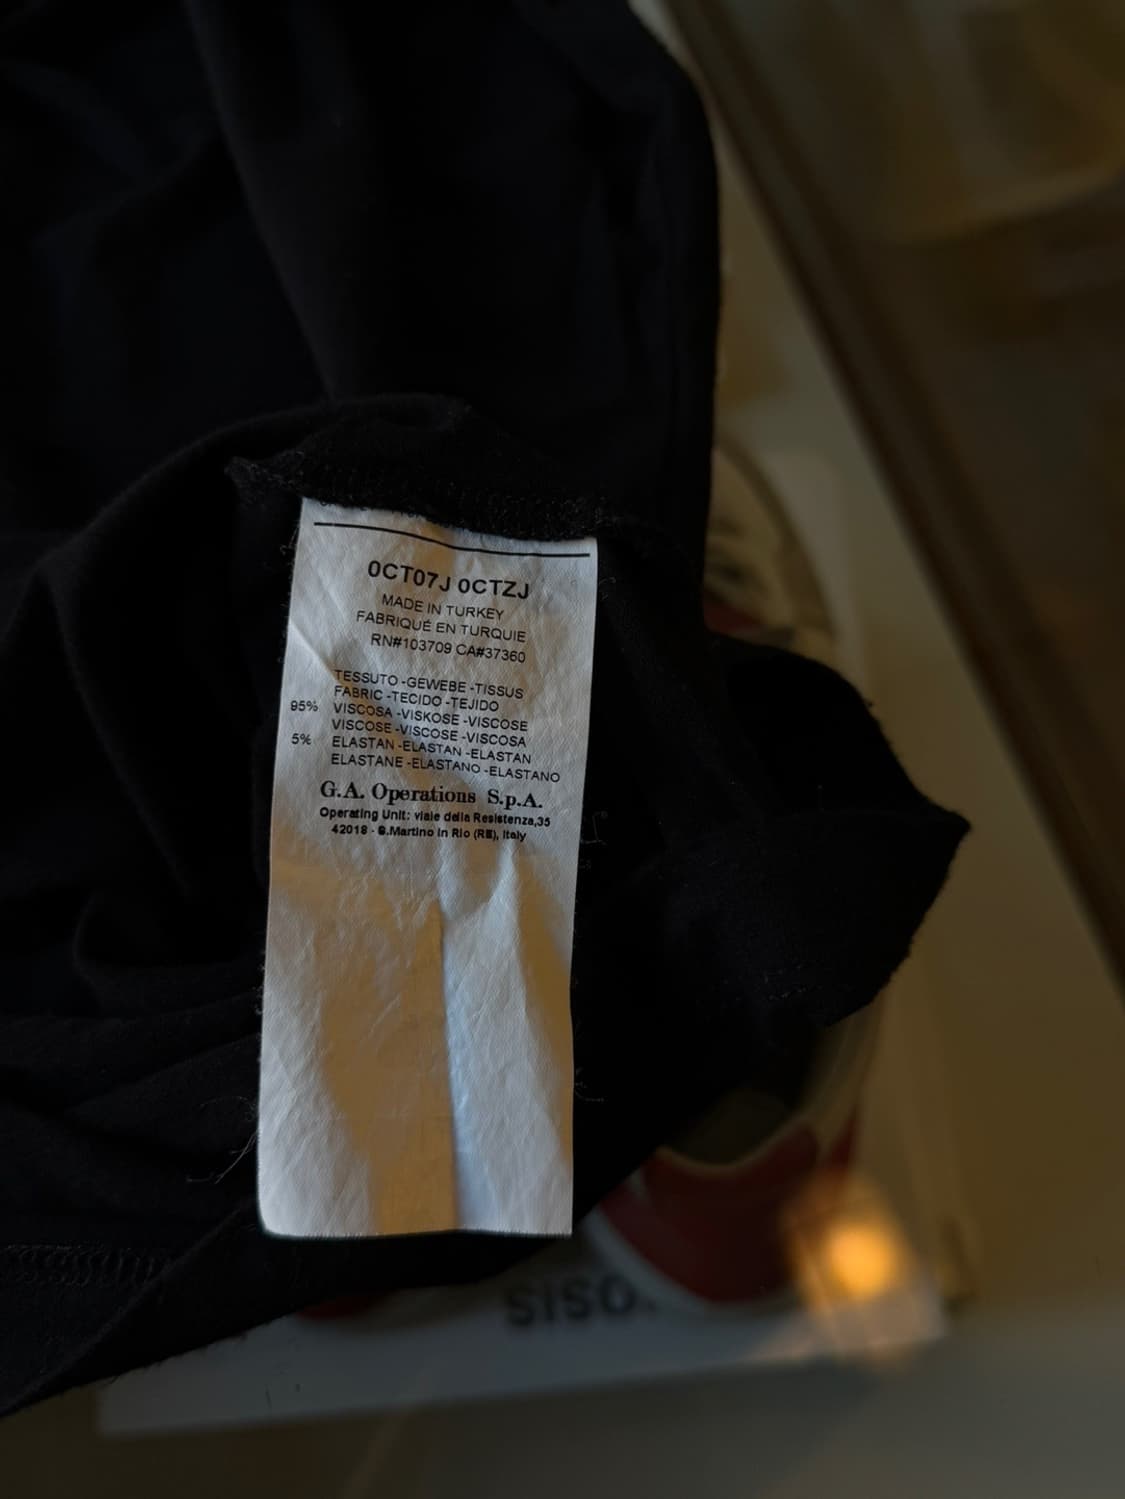 0CT07J 0CTZJ
MADE IN TURKEY
FABRIQUÉ EN TURQUIE
RN#103709 CA#37360
TESSUTO -GEWEBE -TISSUS
FABRIC -TECIDO -TEJIDO
95% VISCOSA -VISKOSE -VISCOSE
VISCOSE -VISCOSE -VISCOSA
5% ELASTAN -ELASTAN -ELASTAN
ELASTANE -ELASTANO -ELASTANO
G.A. Operations S.p.A.
Operating Unit: viale della Resistenza,35
42018 - S.Martino in Rio (RE), Italy